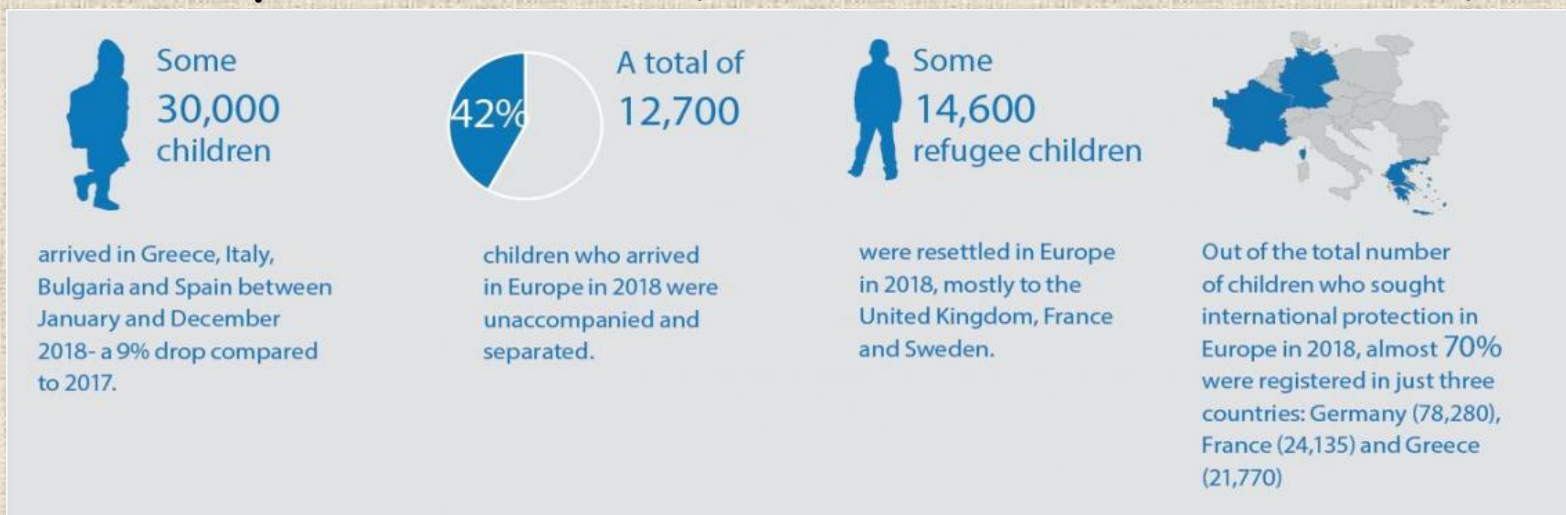 Some
30,000
children
arrived in Greece, Italy,
Bulgaria and Spain between
January and December
2018- a 9% drop compared
to 2017.
42%
A total of
12,700
children who arrived
in Europe in 2018 were
unaccompanied and
separated.
Some
14,600
refugee children
were resettled in Europe
in 2018, mostly to the
United Kingdom, France
and Sweden.
Out of the total number
of children who sought
international protection in
Europe in 2018, almost 70%
were registered in just three
countries: Germany (78,280),
France (24,135) and Greece
(21,770)